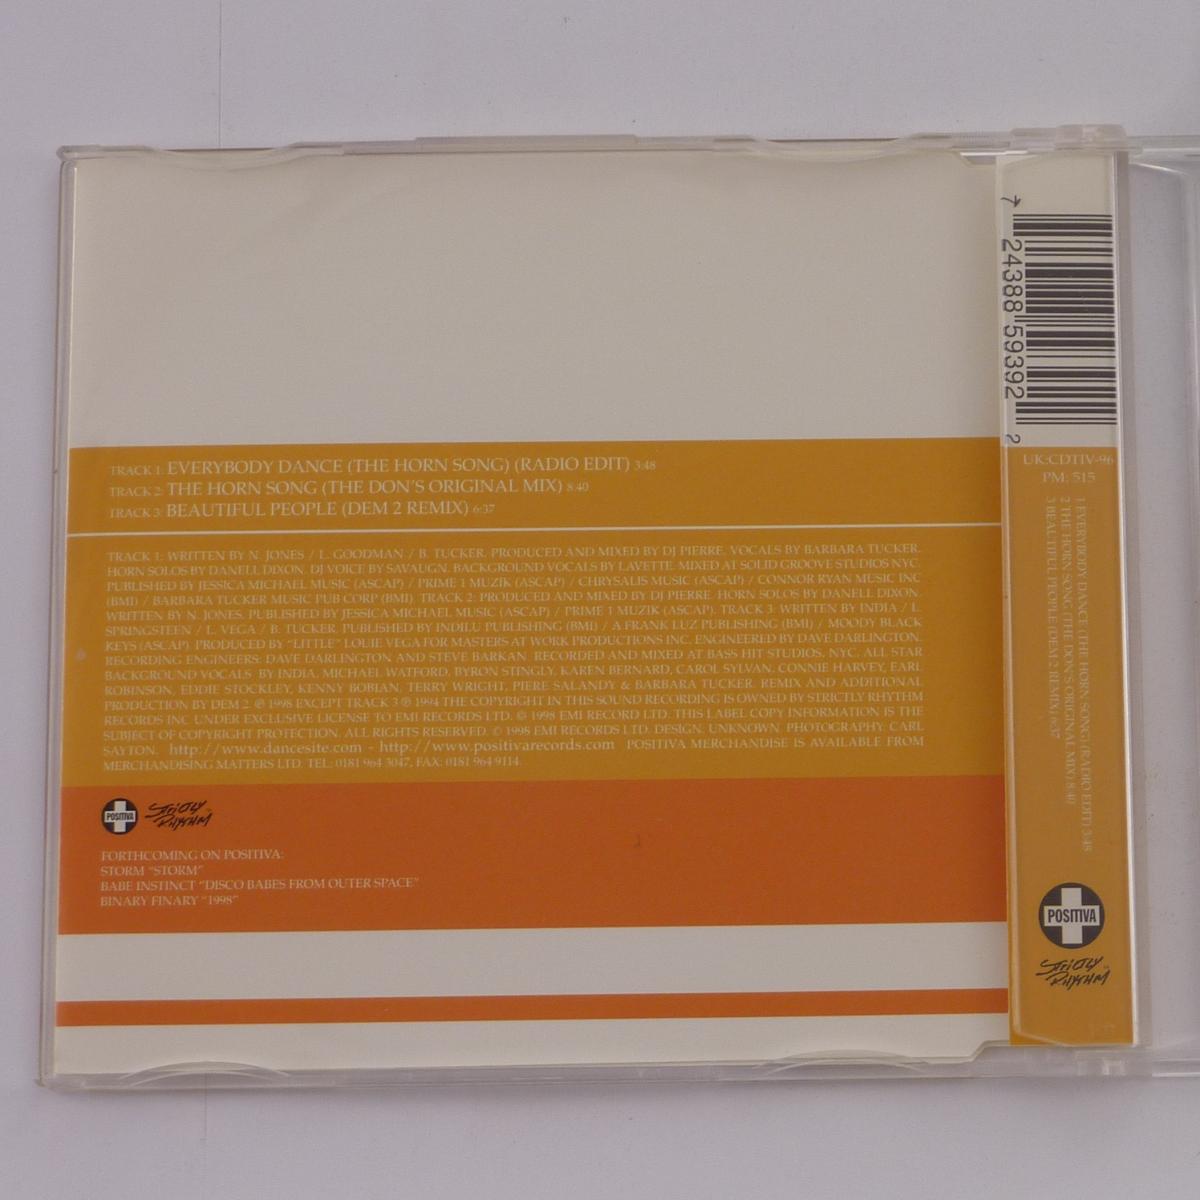 TRACK 1: EVERYBODY DANCE (THE HORN SONG) (RADIO EDIT) 3:48
TRACK 2: THE HORN SONG (THE DON'S ORIGINAL MIX) 8.40
TRACK 3: BEAUTIFUL PEOPLE (DEM 2 REMIX) 6:37
TRACK 1: WRITTEN BY N. JONES / L. GOODMAN / B. TUCKER. PRODUCED AND MIXED BY DJ PIERRE. VOCALS BY BARBARA TUCKER.
HORN SOLOS BY DANELL DIXON. DJ VOICE BY SAVAUGN. BACKGROUND VOCALS BY LAVETTE. MIXED AT SOLID GROOVE STUDIOS NYC.
PUBLISHED BY JESSICA MICHAEL MUSIC (ASCAP) / PRIME 1 MUZIK (ASCAP) / CHRYSALIS MUSIC (ASCAP) / CONNOR RYAN MUSIC INC
(BMI) / BARBARA TUCKER MUSIC PUB CORP (BMI). TRACK 2: PRODUCED AND MIXED BY DJ PIERRE. HORN SOLOS BY DANELL DIXON.
WRITTEN BY N. JONES. PUBLISHED BY JESSICA MICHAEL MUSIC (ASCAP) / PRIME 1 MUZIK (ASCAP). TRACK 3: WRITTEN BY INDIA / L.
SPRINGSTEEN / L. VEGA / B. TUCKER. PUBLISHED BY INDILU PUBLISHING (BMI) / A FRANK LUZ PUBLISHING (BMI) / MOODY BLACK
KEYS (ASCAP). PRODUCED BY "LITTLE" LOUIE VEGA FOR MASTERS AT WORK PRODUCTIONS INC. ENGINEERED BY DAVE DARLINGTON.
RECORDING ENGINEERS: DAVE DARLINGTON AND STEVE BARKAN. RECORDED AND MIXED AT BASS HIT STUDIOS, NYC. ALL STAR
BACKGROUND VOCALS BY INDIA, MICHAEL WATFORD, BYRON STINGLY, KAREN BERNARD, CAROL SYLVAN, CONNIE HARVEY, EARL
ROBINSON, EDDIE STOCKLEY, KENNY BOBIAN, TERRY WRIGHT, PIERE SALANDY & BARBARA TUCKER. REMIX AND ADDITIONAL
PRODUCTION BY DEM 2. ℗ 1998 EXCEPT TRACK 3 ℗ 1994 THE COPYRIGHT IN THIS SOUND RECORDING IS OWNED BY STRICTLY RHYTHM
RECORDS INC UNDER EXCLUSIVE LICENSE TO EMI RECORDS LTD. © 1998 EMI RECORD LTD. THIS LABEL COPY INFORMATION IS THE
SUBJECT OF COPYRIGHT PROTECTION. ALL RIGHTS RESERVED. © 1998 EMI RECORDS LTD. DESIGN: UNKNOWN. PHOTOGRAPHY: CARL
SAYTON. http://www.dancesite.com - http://www.positivarecords.com POSITIVA MERCHANDISE IS AVAILABLE FROM
MERCHANDISING MATTERS LTD. TEL: 0181 964 3047, FAX: 0181 964 9114.
POSITIVA STRICTLY RHYTHM
FORTHCOMING ON POSITIVA:
STORM "STORM"
BABE INSTINCT "DISCO BABES FROM OUTER SPACE"
BINARY FINARY "1998"
7 24388 59392 2
UK:CDTIV-96
PM: 515
1 EVERYBODY DANCE (THE HORN SONG) (RADIO EDIT) 3:48
2 THE HORN SONG (THE DON'S ORIGINAL MIX) 8:40
3 BEAUTIFUL PEOPLE (DEM 2 REMIX) 6:37
POSITIVA
STRICTLY RHYTHM